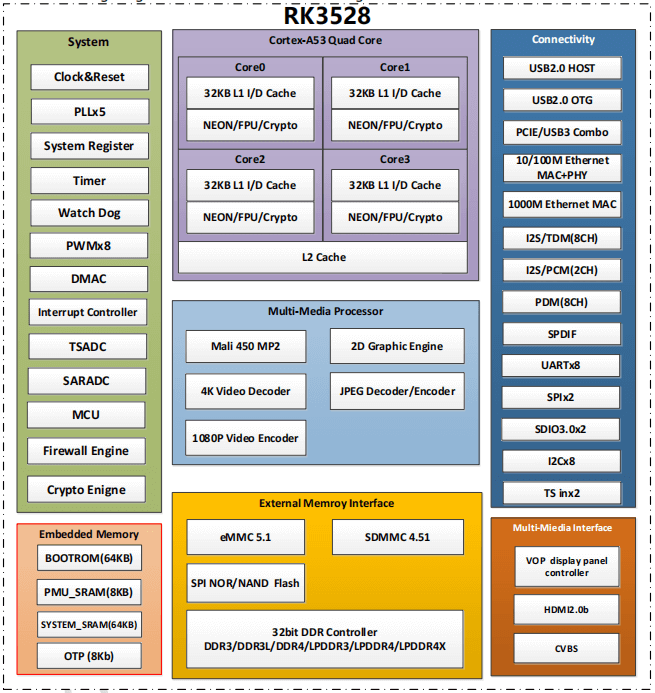 RK3528
System
Clock&Reset
PLLx5
System Register
Timer
Watch Dog
PWMx8
DMAC
Interrupt Controller
TSADC
SARADC
MCU
Firewall Engine
Crypto Enigne
Embedded Memory
BOOTROM(64KB)
PMU_SRAM(8KB)
SYSTEM_SRAM(64KB)
OTP (8Kb)
Cortex-A53 Quad Core
Core0
32KB L1 I/D Cache
NEON/FPU/Crypto
Core1
32KB L1 I/D Cache
NEON/FPU/Crypto
Core2
32KB L1 I/D Cache
NEON/FPU/Crypto
Core3
32KB L1 I/D Cache
NEON/FPU/Crypto
L2 Cache
Multi-Media Processor
Mali 450 MP2
2D Graphic Engine
4K Video Decoder
JPEG Decoder/Encoder
1080P Video Encoder
External Memroy Interface
eMMC 5.1
SDMMC 4.51
SPI NOR/NAND Flash
32bit DDR Controller
DDR3/DDR3L/DDR4/LPDDR3/LPDDR4/LPDDR4X
Connectivity
USB2.0 HOST
USB2.0 OTG
PCIE/USB3 Combo
10/100M Ethernet
MAC+PHY
1000M Ethernet MAC
I2S/TDM(8CH)
I2S/PCM(2CH)
PDM(8CH)
SPDIF
UARTx8
SPIx2
SDIO3.0x2
I2Cx8
TS inx2
Multi-Miedia Interface
VOP display panel
controller
HDMI2.0b
CVBS